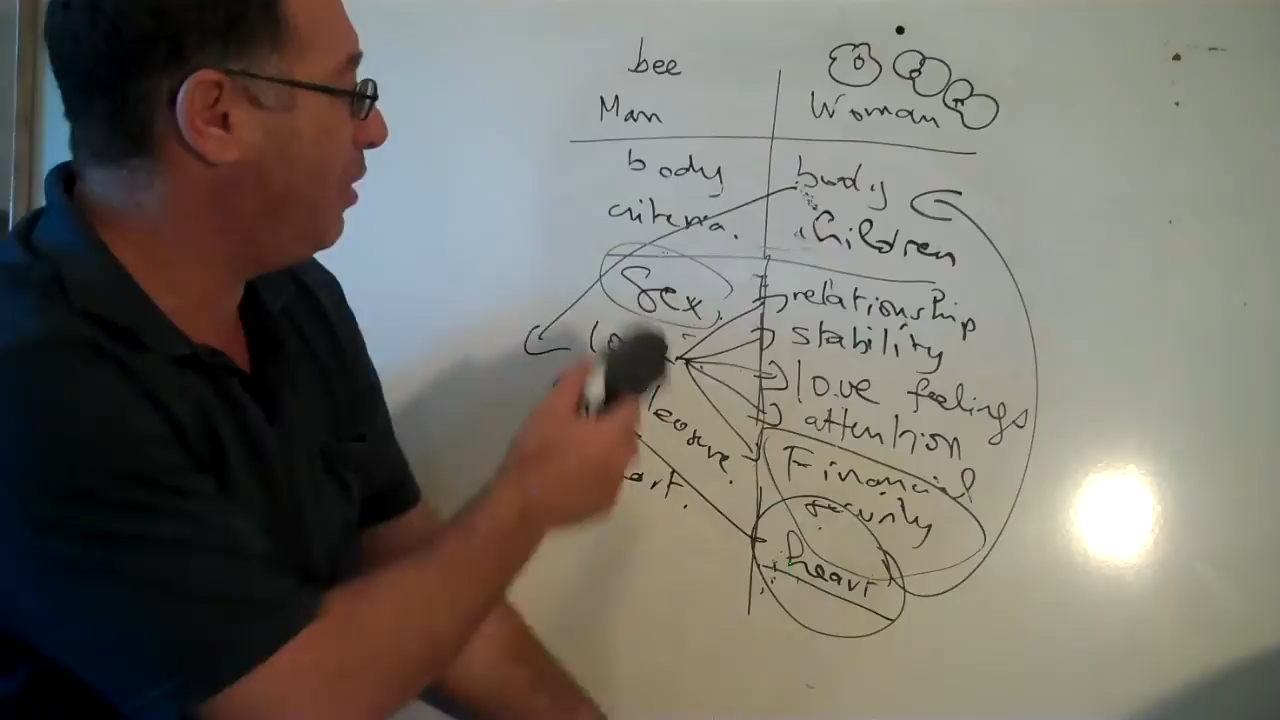 bee
Man
Woman
body
criteria.
body
children
Sex,
relationship
stability
love feelings
attention
Financial
security
heart